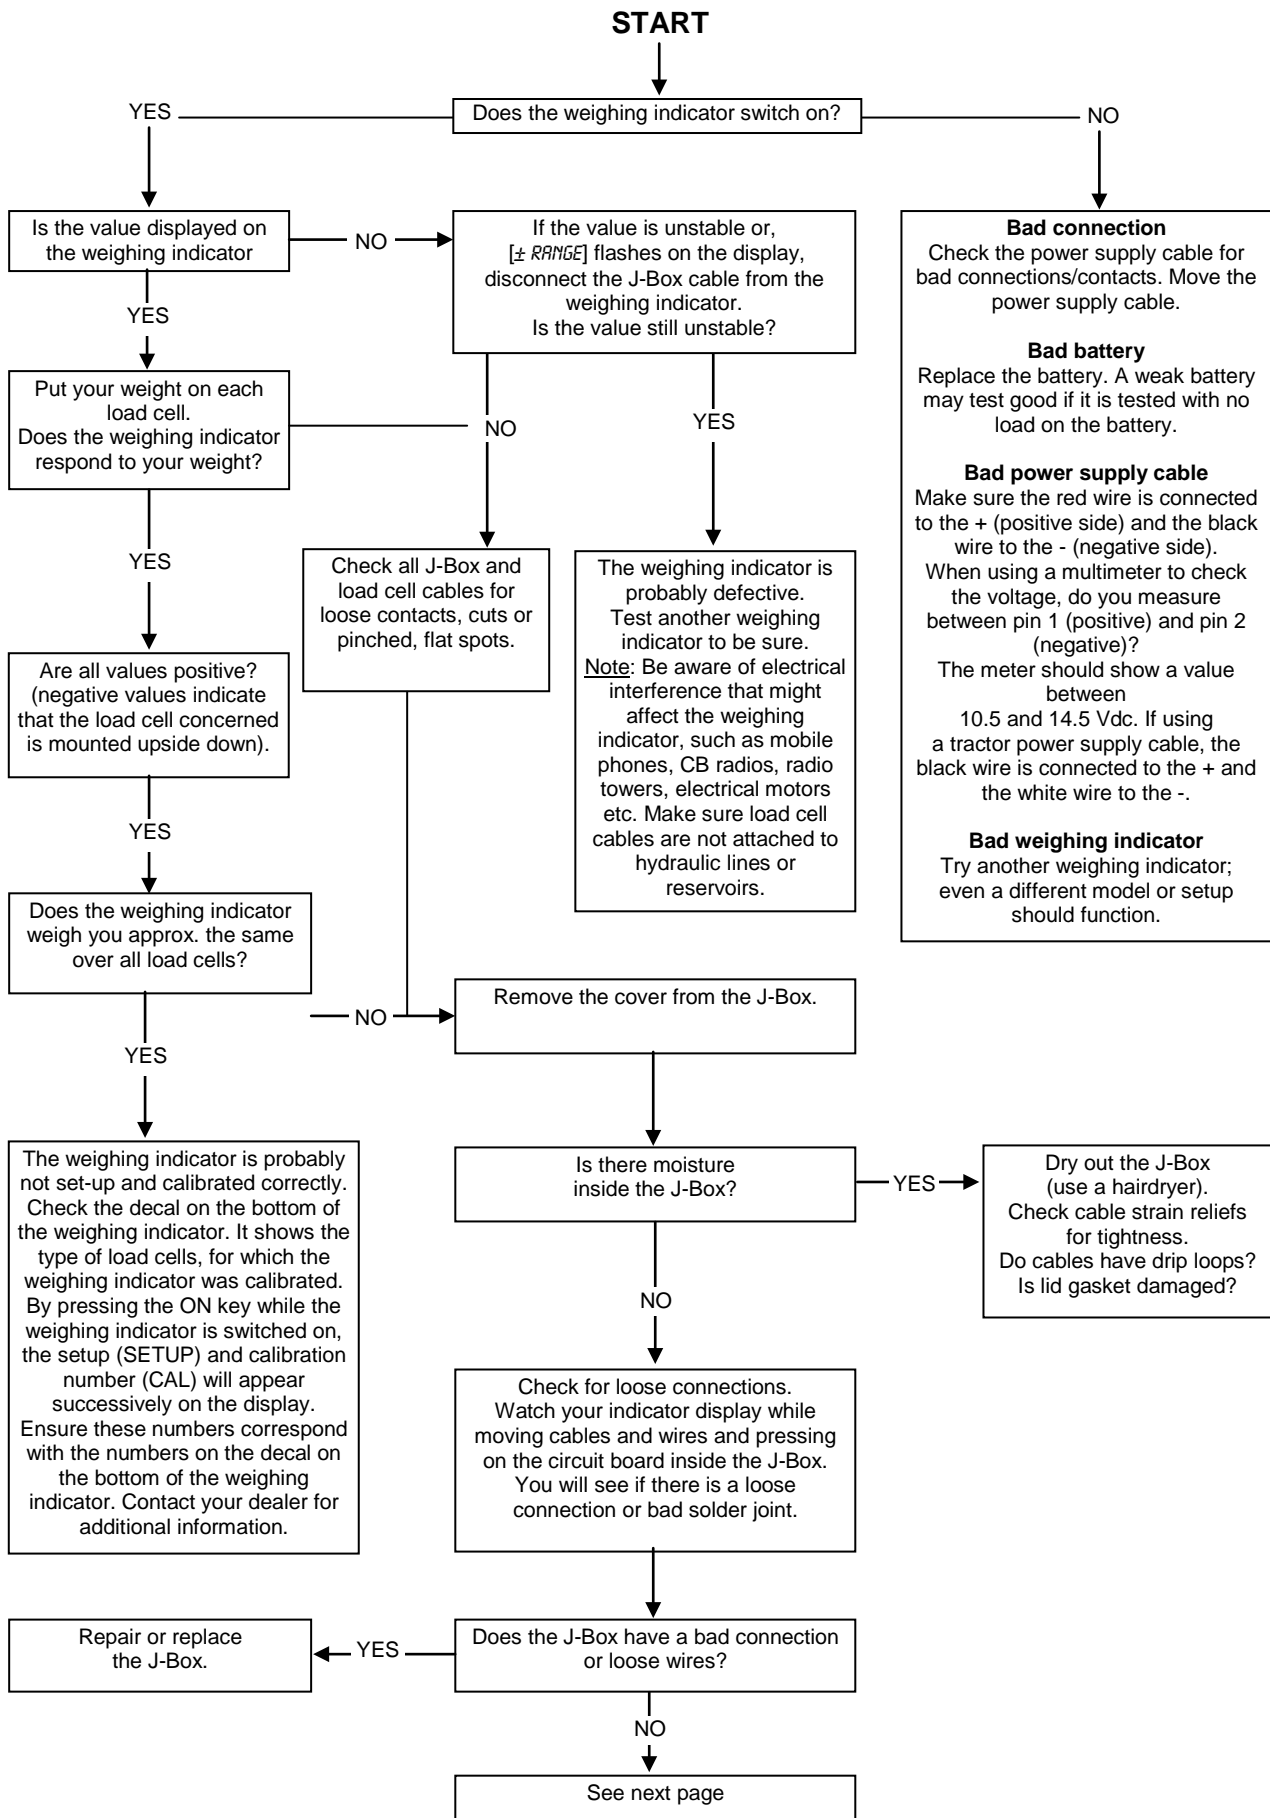 START
Does the weighing indicator switch on?
YES
NO
Is the value displayed on
the weighing indicator
NO
If the value is unstable or,
[± RANGE] flashes on the display,
disconnect the J-Box cable from the
weighing indicator.
Is the value still unstable?
Bad connection
Check the power supply cable for
bad connections/contacts. Move the
power supply cable.
Bad battery
Replace the battery. A weak battery
may test good if it is tested with no
load on the battery.
Bad power supply cable
Make sure the red wire is connected
to the + (positive side) and the black
wire to the - (negative side).
When using a multimeter to check
the voltage, do you measure
between pin 1 (positive) and pin 2
(negative)?
The meter should show a value
between
10.5 and 14.5 Vdc. If using
a tractor power supply cable, the
black wire is connected to the + and
the white wire to the -.
Bad weighing indicator
Try another weighing indicator;
even a different model or setup
should function.
YES
Put your weight on each
load cell.
Does the weighing indicator
respond to your weight?
NO
YES
YES
Check all J-Box and
load cell cables for
loose contacts, cuts or
pinched, flat spots.
The weighing indicator is
probably defective.
Test another weighing
indicator to be sure.
Note: Be aware of electrical
interference that might
affect the weighing
indicator, such as mobile
phones, CB radios, radio
towers, electrical motors
etc. Make sure load cell
cables are not attached to
hydraulic lines or
reservoirs.
Are all values positive?
(negative values indicate
that the load cell concerned
is mounted upside down).
YES
Does the weighing indicator
weigh you approx. the same
over all load cells?
NO
Remove the cover from the J-Box.
YES
The weighing indicator is probably
not set-up and calibrated correctly.
Check the decal on the bottom of
the weighing indicator. It shows the
type of load cells, for which the
weighing indicator was calibrated.
By pressing the ON key while the
weighing indicator is switched on,
the setup (SETUP) and calibration
number (CAL) will appear
successively on the display.
Ensure these numbers correspond
with the numbers on the decal on
the bottom of the weighing
indicator. Contact your dealer for
additional information.
Is there moisture
inside the J-Box?
YES
Dry out the J-Box
(use a hairdryer).
Check cable strain reliefs
for tightness.
Do cables have drip loops?
Is lid gasket damaged?
NO
Check for loose connections.
Watch your indicator display while
moving cables and wires and pressing
on the circuit board inside the J-Box.
You will see if there is a loose
connection or bad solder joint.
Does the J-Box have a bad connection
or loose wires?
YES
Repair or replace
the J-Box.
NO
See next page